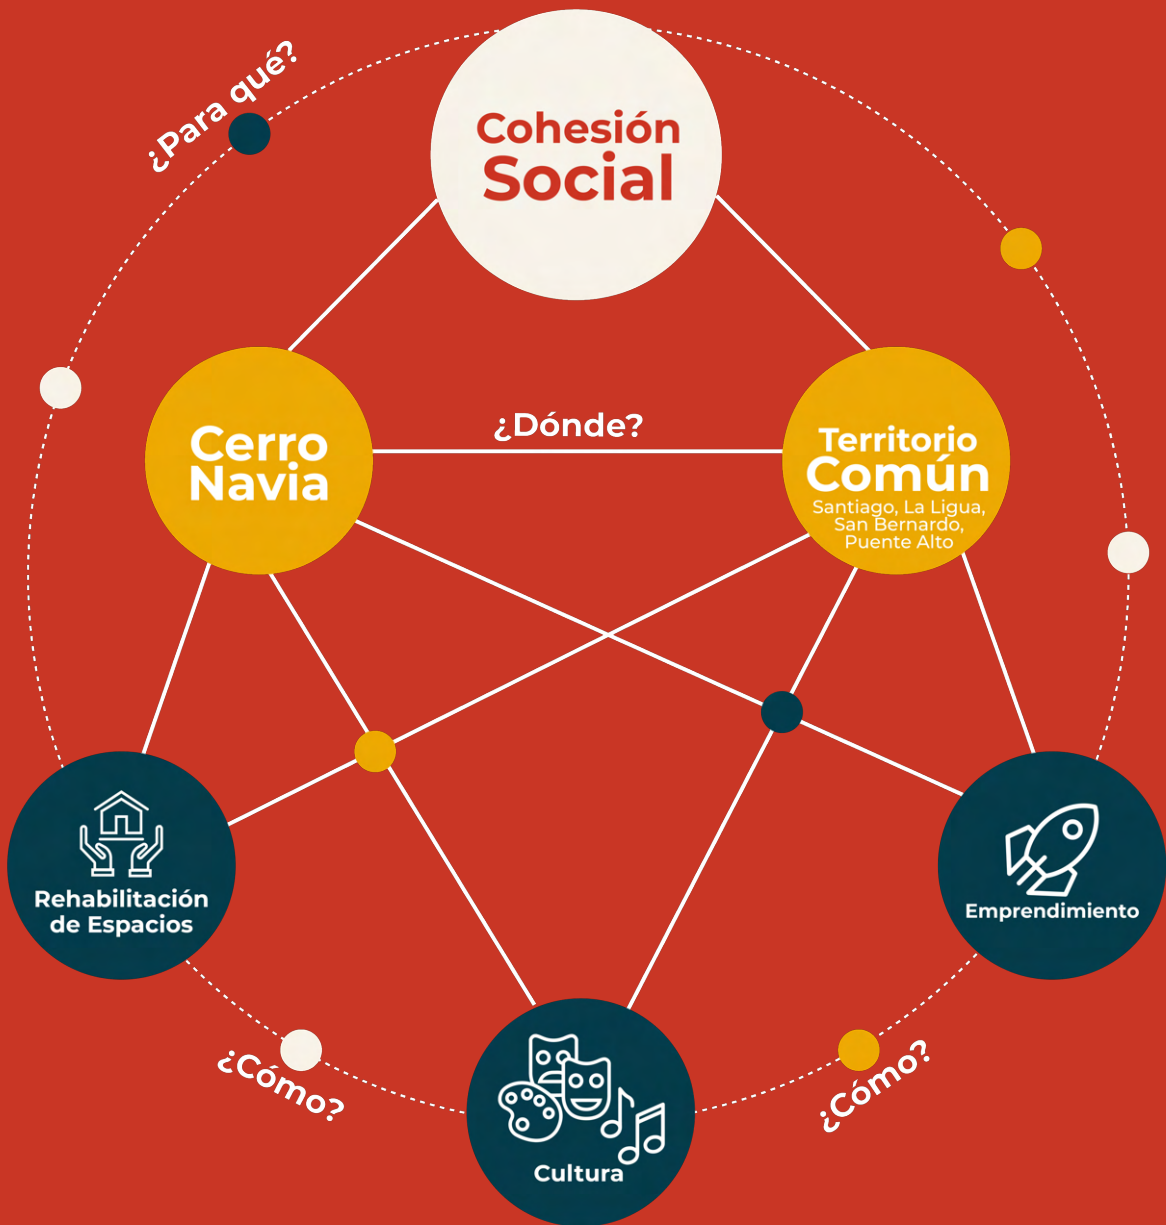 ¿Para qué?
Cohesión
Social
¿Dónde?
Cerro
Navia
Territorio
Común
Santiago, La Ligua,
San Bernardo,
Puente Alto
Rehabilitación
de Espacios
Emprendimiento
¿Cómo?
¿Cómo?
Cultura